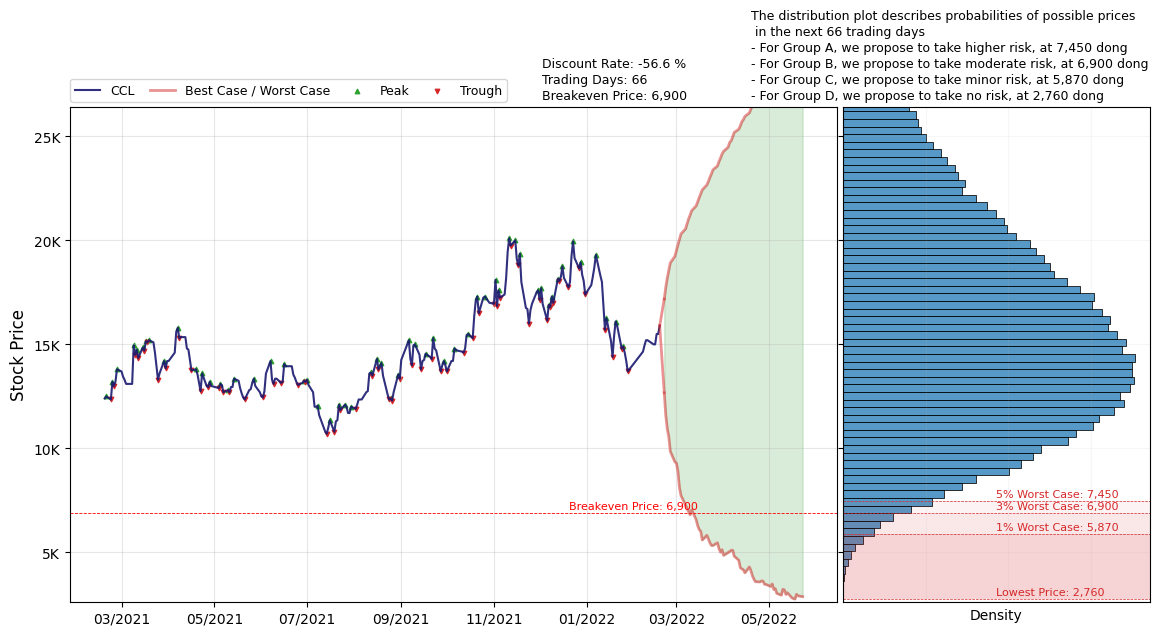 The distribution plot describes probabilities of possible prices
in the next 66 trading days
- For Group A, we propose to take higher risk, at 7,450 dong
- For Group B, we propose to take moderate risk, at 6,900 dong
- For Group C, we propose to take minor risk, at 5,870 dong
- For Group D, we propose to take no risk, at 2,760 dong
Discount Rate: -56.6 %
Trading Days: 66
Breakeven Price: 6,900
CCL
Best Case / Worst Case
Peak
Trough
Stock Price
25K
20K
15K
10K
5K
Breakeven Price: 6,900
5% Worst Case: 7,450
3% Worst Case: 6,900
1% Worst Case: 5,870
Lowest Price: 2,760
03/2021
05/2021
07/2021
09/2021
11/2021
01/2022
03/2022
05/2022
Density